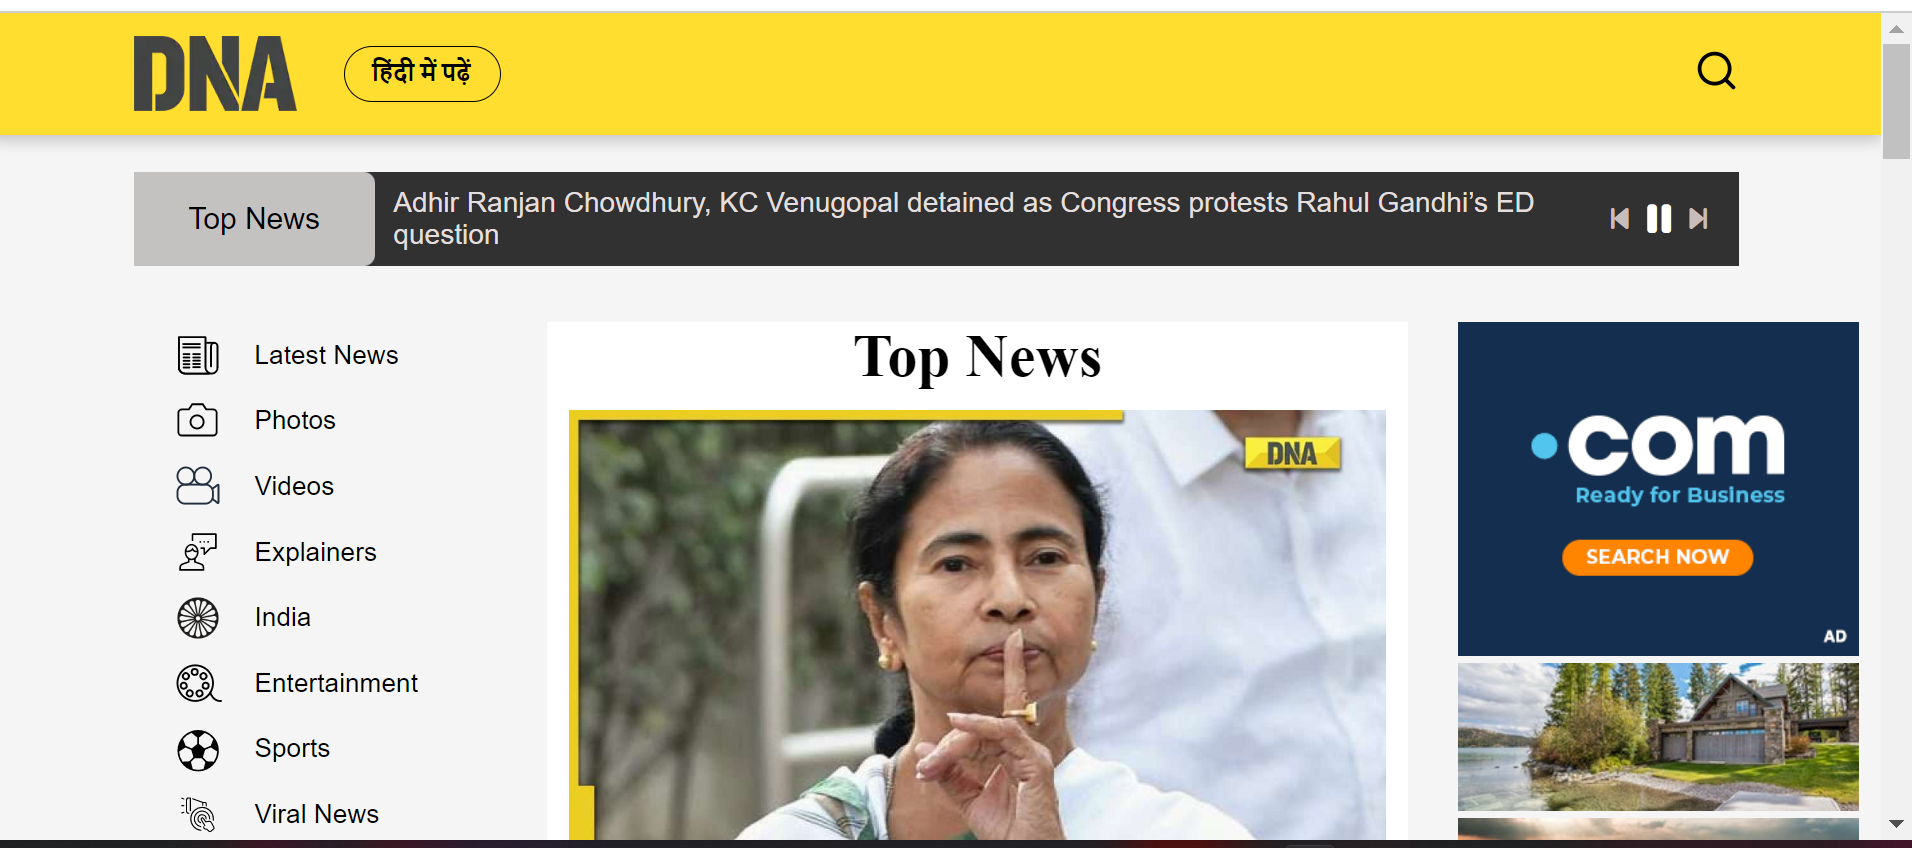 DNA
हिंदी में पढ़ें
Top News
Adhir Ranjan Chowdhury, KC Venugopal detained as Congress protests Rahul Gandhi’s ED
question
Latest News
Photos
Videos
Explainers
India
Entertainment
Sports
Viral News
Top News
DNA
com
Ready for Business
SEARCH NOW
AD